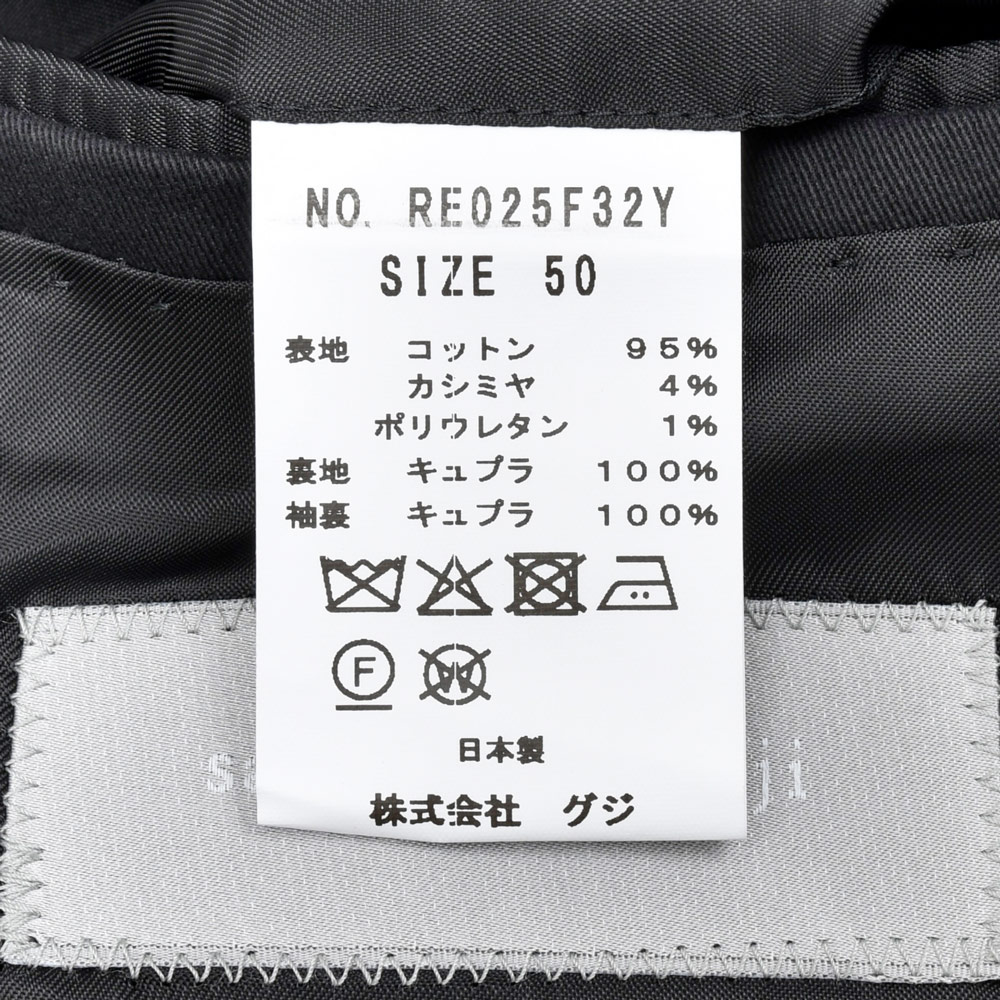 NO. RE025F32Y
SIZE 50
表地 コットン 95%
カシミヤ 4%
ポリウレタン 1%
裏地 キュプラ 100%
袖裏 キュプラ 100%
F
W
日本製
株式会社 グジ